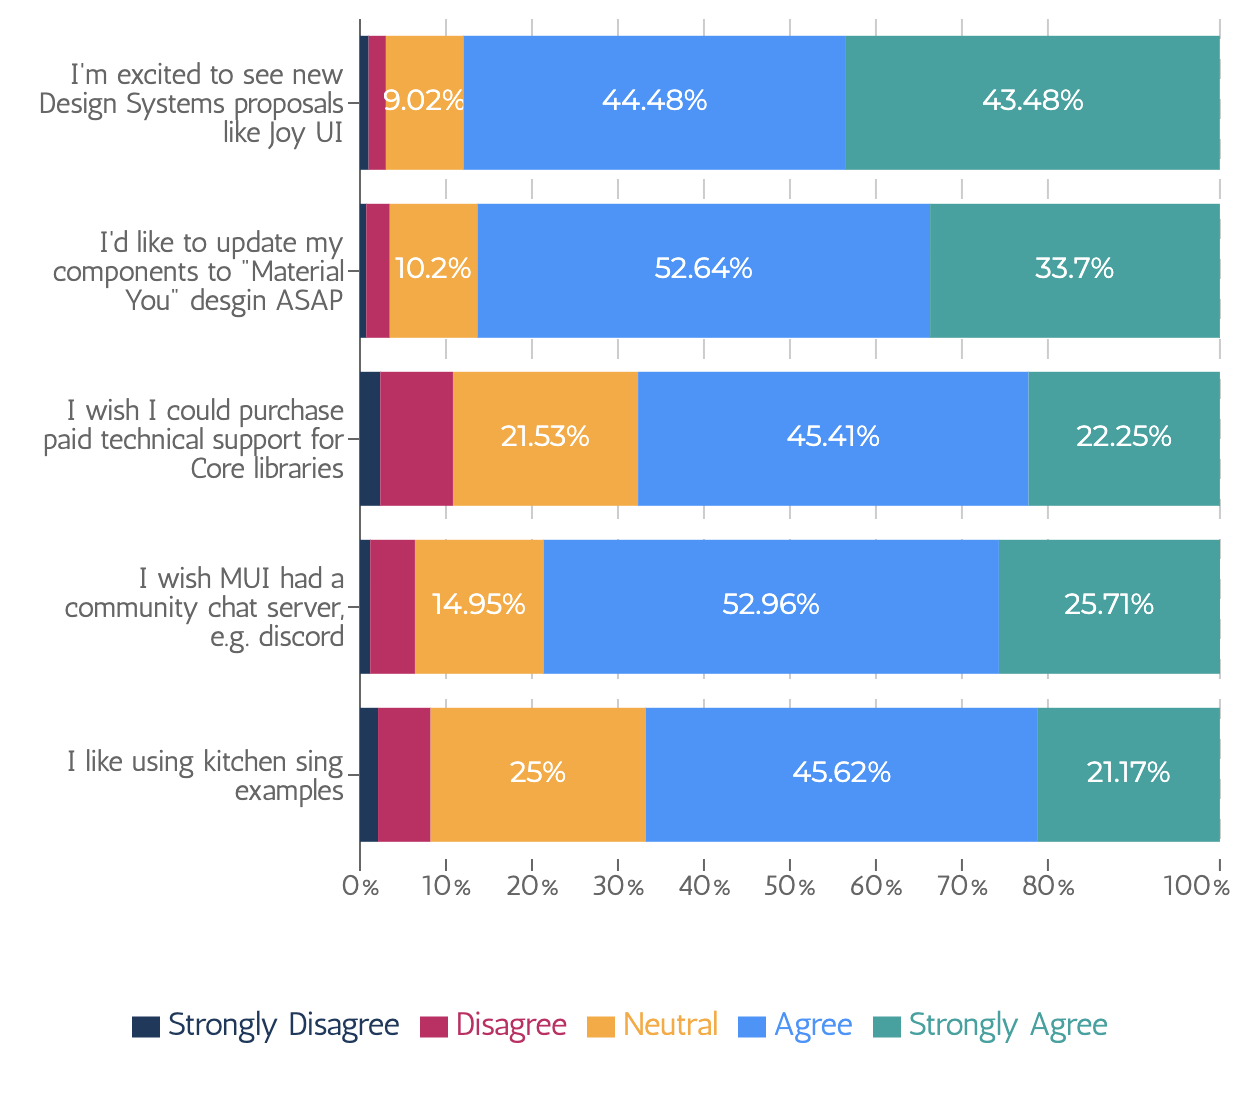 I'm excited to see new
Design Systems proposals
like Joy UI
9.02%
44.48%
43.48%
I'd like to update my
components to "Material
You" desgin ASAP
10.2%
52.64%
33.7%
I wish I could purchase
paid technical support for
Core libraries
21.53%
45.41%
22.25%
I wish MUI had a
community chat server,
e.g. discord
14.95%
52.96%
25.71%
I like using kitchen sing
examples
25%
45.62%
21.17%
0% 10% 20% 30% 40% 50% 60% 70% 80% 100%
Strongly Disagree Disagree Neutral Agree Strongly Agree